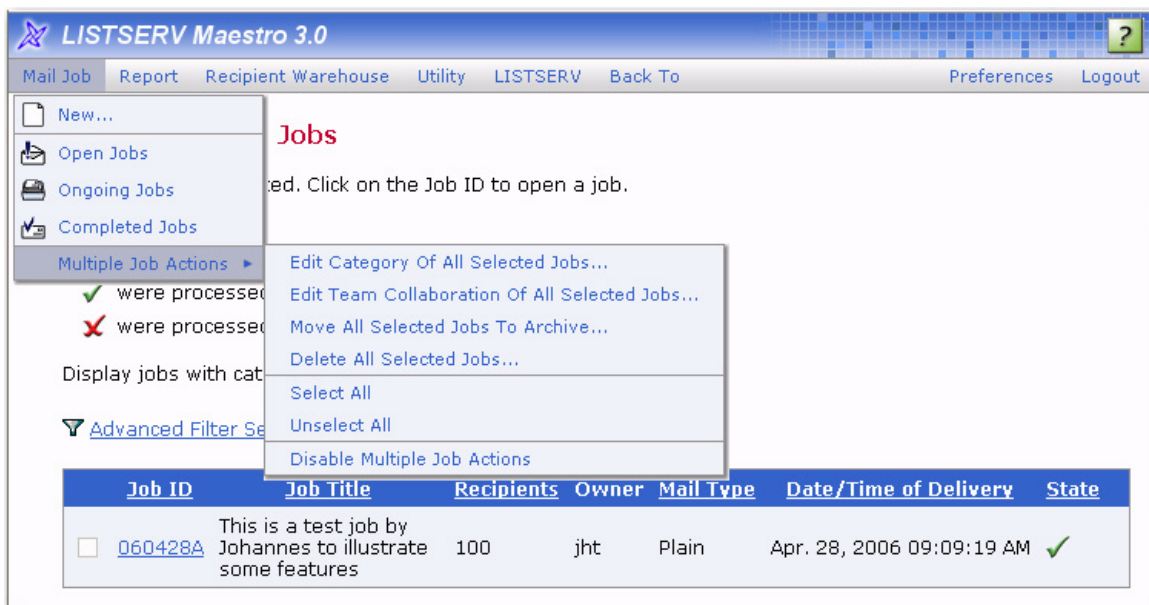 LISTSERV Maestro 3.0
?
Mail Job Report Recipient Warehouse Utility LISTSERV Back To Preferences Logout
New...
Jobs
Open Jobs
ted. Click on the Job ID to open a job.
Ongoing Jobs
Completed Jobs
Multiple Job Actions
Edit Category Of All Selected Jobs...
were processed
Edit Team Collaboration Of All Selected Jobs...
were processed
Move All Selected Jobs To Archive...
Delete All Selected Jobs...
Display jobs with cat
Select All
Advanced Filter Se
Unselect All
Disable Multiple Job Actions
Job ID Job Title Recipients Owner Mail Type Date/Time of Delivery State
This is a test job by
060428A Johannes to illustrate 100 jht Plain Apr. 28, 2006 09:09:19 AM
some features